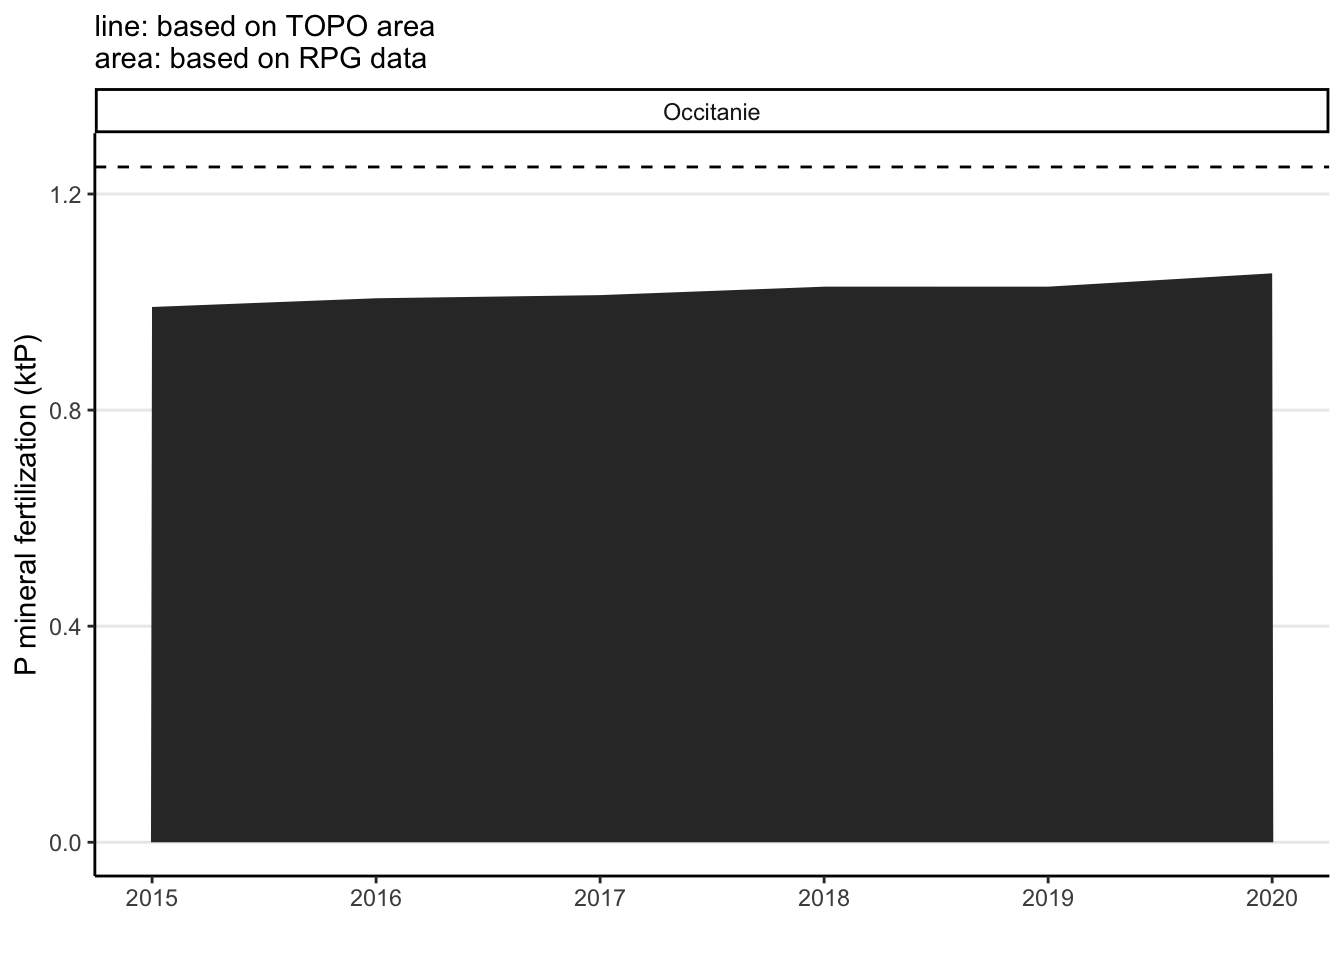 line: based on TOPO area
area: based on RPG data
Occitanie
P mineral fertilization (ktP)
1.2
0.8
0.4
0.0
2015 2016 2017 2018 2019 2020